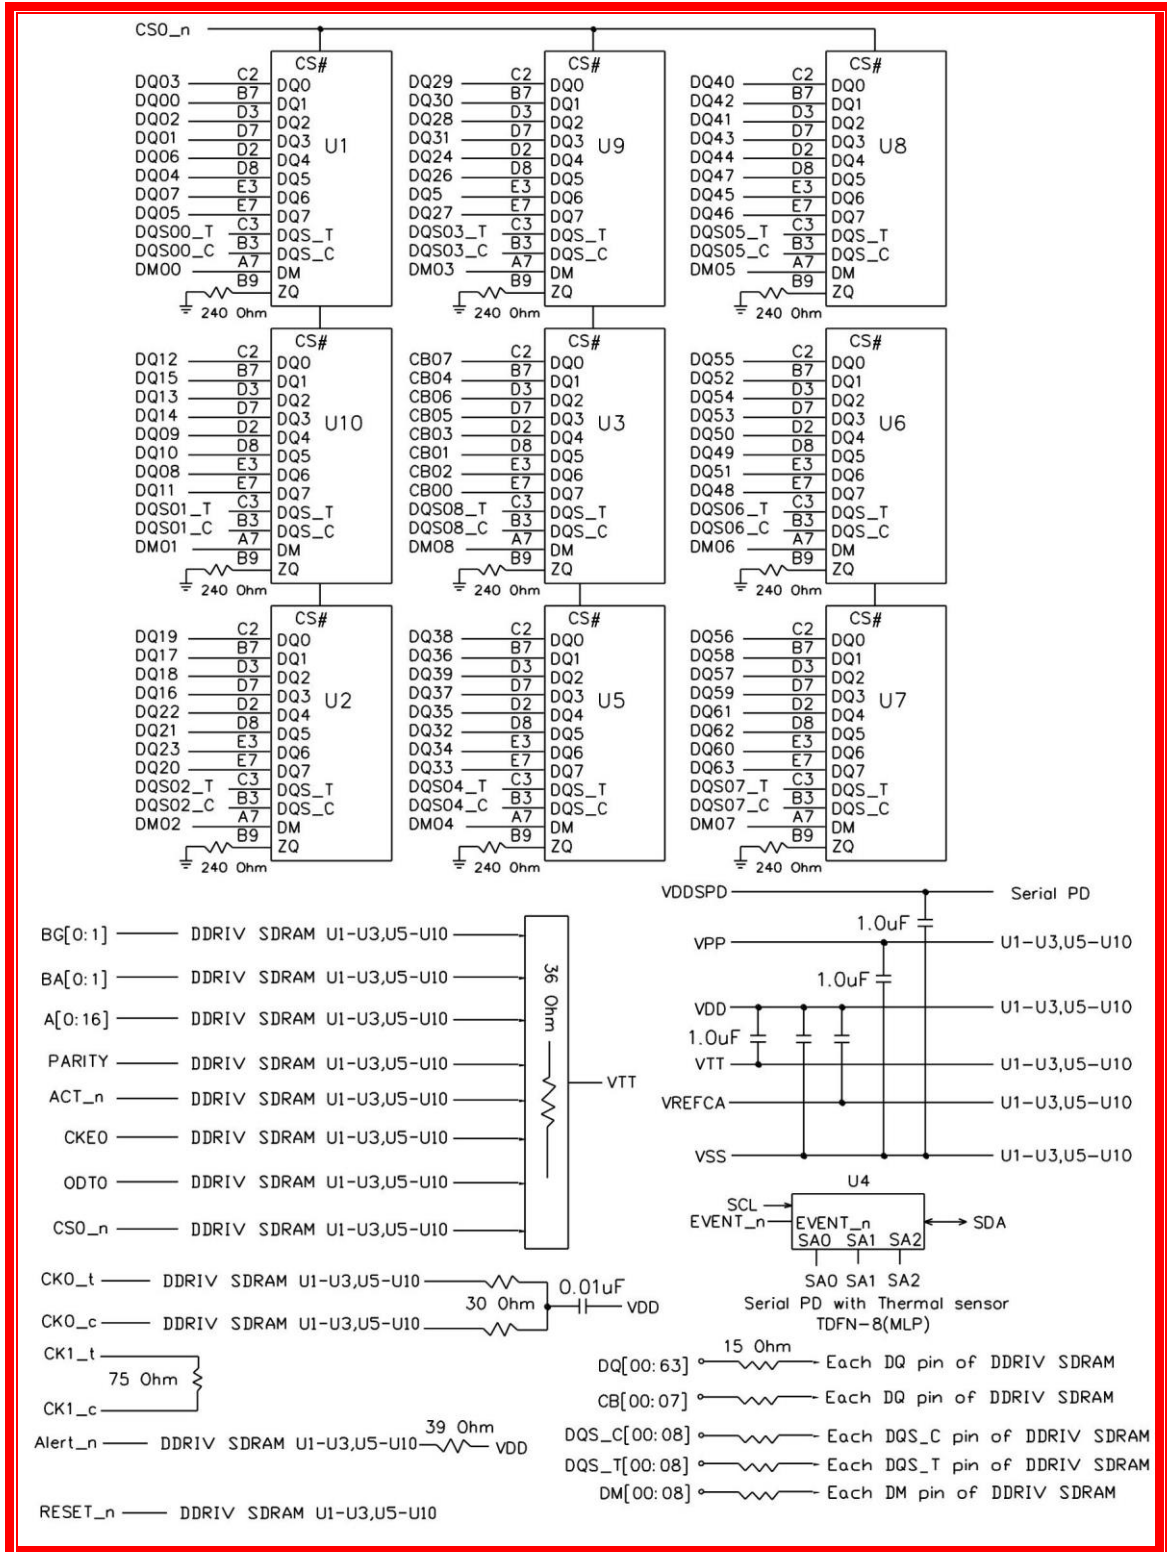 CS0_n
CS#
DQ03 C2 DQ0
DQ00 B7 DQ1
DQ02 D3 DQ2
DQ01 D7 DQ3
DQ06 D2 DQ4
DQ04 D8 DQ5
DQ07 E3 DQ6
DQ05 E7 DQ7
DQS00_T C3 DQS_T
DQS00_C B3 DQS_C
DM00 A7 DM
B9 ZQ
240 Ohm
U1
CS#
DQ29 C2 DQ0
DQ30 B7 DQ1
DQ28 D3 DQ2
DQ31 D7 DQ3
DQ24 D2 DQ4
DQ26 D8 DQ5
DQ5 E3 DQ6
DQ27 E7 DQ7
DQS03_T C3 DQS_T
DQS03_C B3 DQS_C
DM03 A7 DM
B9 ZQ
240 Ohm
U9
CS#
DQ40 C2 DQ0
DQ42 B7 DQ1
DQ41 D3 DQ2
DQ43 D7 DQ3
DQ44 D2 DQ4
DQ47 D8 DQ5
DQ45 E3 DQ6
DQ46 E7 DQ7
DQS05_T C3 DQS_T
DQS05_C B3 DQS_C
DM05 A7 DM
B9 ZQ
240 Ohm
U8
CS#
DQ12 C2 DQ0
DQ15 B7 DQ1
DQ13 D3 DQ2
DQ14 D7 DQ3
DQ09 D2 DQ4
DQ10 D8 DQ5
DQ08 E3 DQ6
DQ11 E7 DQ7
DQS01_T C3 DQS_T
DQS01_C B3 DQS_C
DM01 A7 DM
B9 ZQ
240 Ohm
U10
CS#
CB07 C2 DQ0
CB04 B7 DQ1
CB06 D3 DQ2
CB05 D7 DQ3
CB03 D2 DQ4
CB01 D8 DQ5
CB02 E3 DQ6
CB00 E7 DQ7
DQS08_T C3 DQS_T
DQS08_C B3 DQS_C
DM08 A7 DM
B9 ZQ
240 Ohm
U3
CS#
DQ55 C2 DQ0
DQ52 B7 DQ1
DQ54 D3 DQ2
DQ53 D7 DQ3
DQ50 D2 DQ4
DQ49 D8 DQ5
DQ51 E3 DQ6
DQ48 E7 DQ7
DQS06_T C3 DQS_T
DQS06_C B3 DQS_C
DM06 A7 DM
B9 ZQ
240 Ohm
U6
CS#
DQ19 C2 DQ0
DQ17 B7 DQ1
DQ18 D3 DQ2
DQ16 D7 DQ3
DQ22 D2 DQ4
DQ21 D8 DQ5
DQ23 E3 DQ6
DQ20 E7 DQ7
DQS02_T C3 DQS_T
DQS02_C B3 DQS_C
DM02 A7 DM
B9 ZQ
240 Ohm
U2
CS#
DQ38 C2 DQ0
DQ36 B7 DQ1
DQ39 D3 DQ2
DQ37 D7 DQ3
DQ35 D2 DQ4
DQ32 D8 DQ5
DQ34 E3 DQ6
DQ33 E7 DQ7
DQS04_T C3 DQS_T
DQS04_C B3 DQS_C
DM04 A7 DM
B9 ZQ
240 Ohm
U5
CS#
DQ56 C2 DQ0
DQ58 B7 DQ1
DQ57 D3 DQ2
DQ59 D7 DQ3
DQ61 D2 DQ4
DQ62 D8 DQ5
DQ60 E3 DQ6
DQ63 E7 DQ7
DQS07_T C3 DQS_T
DQS07_C B3 DQS_C
DM07 A7 DM
B9 ZQ
240 Ohm
U7
BG[0:1] DDRIV SDRAM U1-U3,U5-U10
BA[0:1] DDRIV SDRAM U1-U3,U5-U10
A[0:16] DDRIV SDRAM U1-U3,U5-U10
PARITY DDRIV SDRAM U1-U3,U5-U10
ACT_n DDRIV SDRAM U1-U3,U5-U10
CKE0 DDRIV SDRAM U1-U3,U5-U10
ODT0 DDRIV SDRAM U1-U3,U5-U10
CS0_n DDRIV SDRAM U1-U3,U5-U10
36 Ohm
VTT
VDDSPD Serial PD
1.0uF
VPP U1-U3,U5-U10
1.0uF
VDD U1-U3,U5-U10
1.0uF
VTT U1-U3,U5-U10
VREFCA U1-U3,U5-U10
VSS U1-U3,U5-U10
U4
SCL
EVENT_n EVENT_n SDA
SA0 SA1 SA2
SA0 SA1 SA2
Serial PD with Thermal sensor
TDFN-8(MLP)
CK0_t DDRIV SDRAM U1-U3,U5-U10
30 Ohm 0.01uF VDD
CK0_c DDRIV SDRAM U1-U3,U5-U10
CK1_t
75 Ohm
CK1_c
Alert_n DDRIV SDRAM U1-U3,U5-U10 39 Ohm VDD
RESET_n DDRIV SDRAM U1-U3,U5-U10
15 Ohm
DQ[00:63] Each DQ pin of DDRIV SDRAM
CB[00:07] Each DQ pin of DDRIV SDRAM
DQS_C[00:08] Each DQS_C pin of DDRIV SDRAM
DQS_T[00:08] Each DQS_T pin of DDRIV SDRAM
DM[00:08] Each DM pin of DDRIV SDRAM